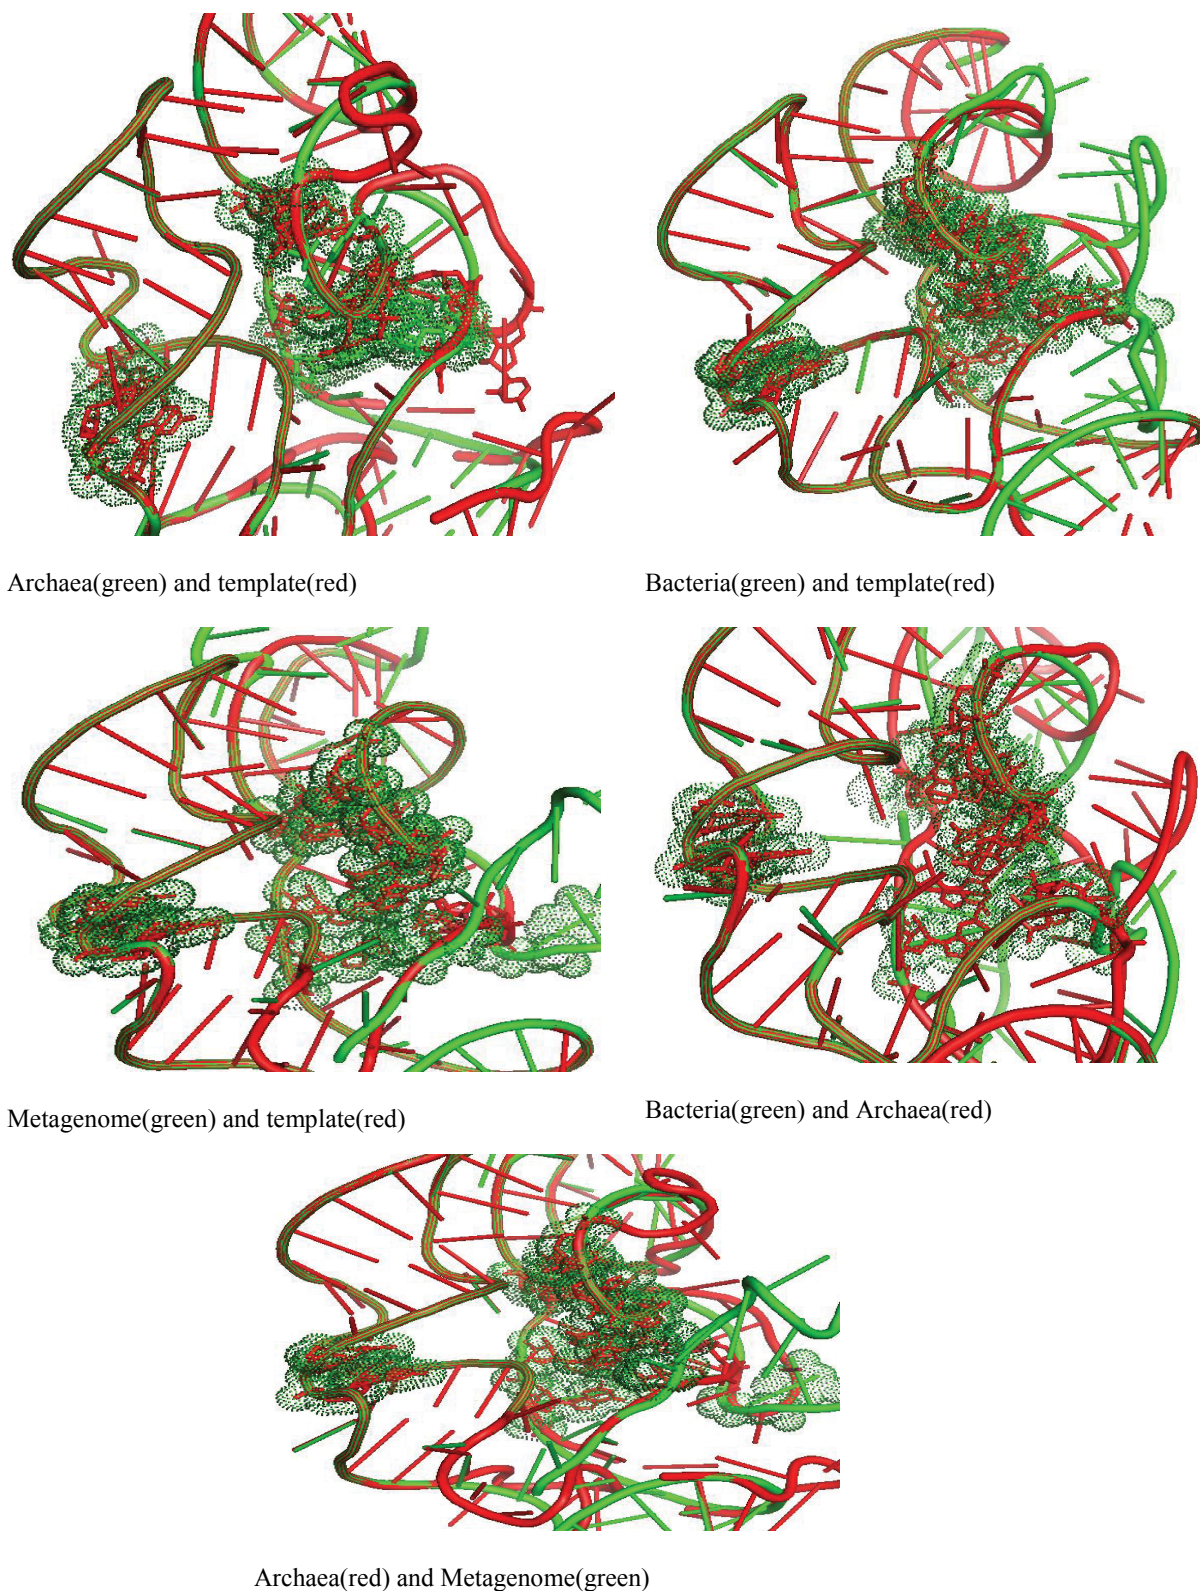 Archaea(green) and template(red)
Bacteria(green) and template(red)
Metagenome(green) and template(red)
Bacteria(green) and Archaea(red)
Archaea(red) and Metagenome(green)